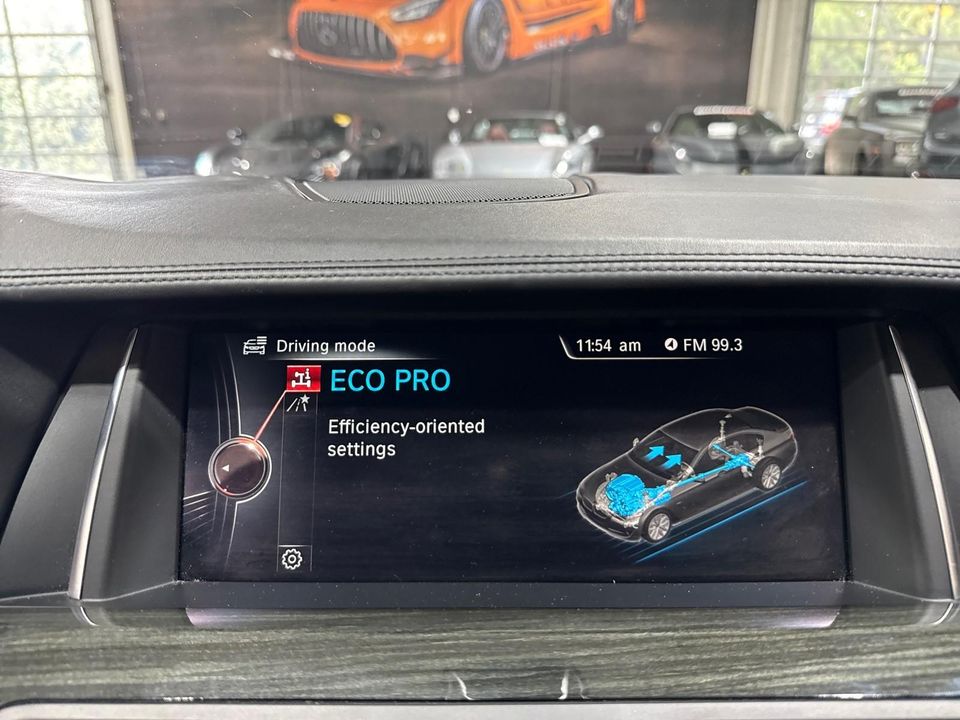 Driving mode
11:54 am
FM 99.3
ECO PRO
Efficiency-oriented
settings